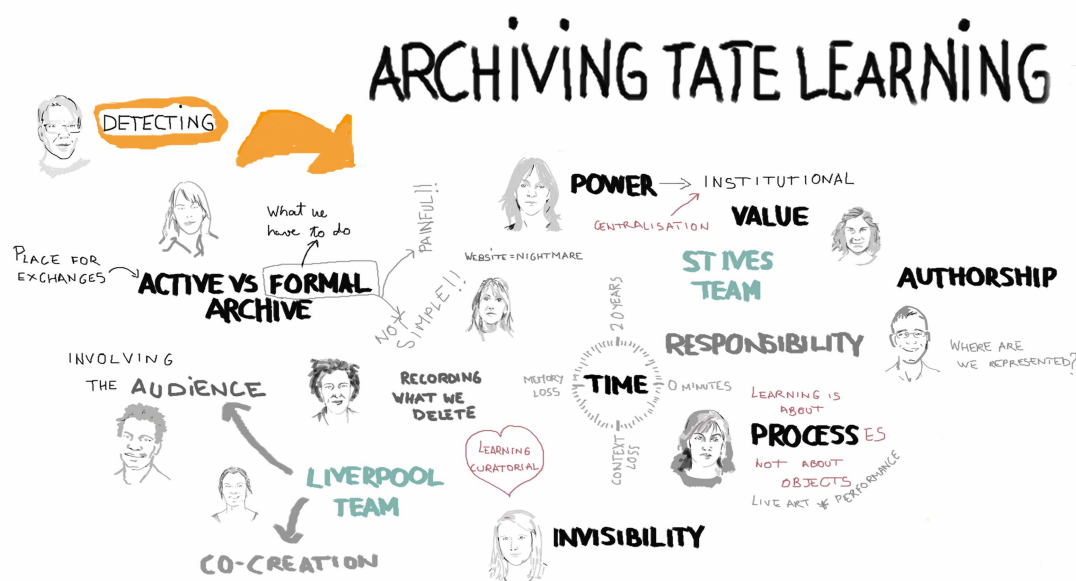 ARCHIVING TATE LEARNING
DETECTING
What we
have to do
PLACE FOR
EXCHANGES
ACTIVE VS FORMAL
ARCHIVE
PAINFUL!!
NOT
SIMPLE!!
POWER
INSTITUTIONAL
CENTRALISATION
VALUE
WEBSITE=NIGHTMARE
ST IVES
TEAM
AUTHORSHIP
RESPONSIBILITY
WHERE ARE
WE REPRESENTED?
INVOLVING
THE AUDIENCE
RECORDING
WHAT WE
DELETE
20 YEARS
MEMORY
LOSS
TIME
0 MINUTES
CONTEXT
LOSS
LEARNING IS
ABOUT
PROCESSES
NOT ABOUT
OBJECTS
LIVE ART * PERFORMANCE
LEARNING
CURATORIAL
LIVERPOOL
TEAM
CO-CREATION
INVISIBILITY